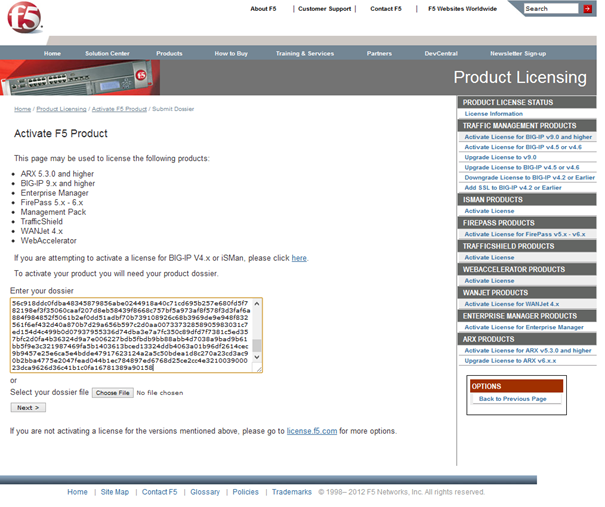 f5
About F5 | Customer Support | Contact F5 | F5 Websites Worldwide
Search
Home Solution Center Products How to Buy Training & Services Partners DevCentral Newsletter Sign-up
f5
Product Licensing
Home / Product Licensing / Activate F5 Product / Submit Dossier
Activate F5 Product
This page may be used to license the following products:
ARX 5.3.0 and higher
BIG-IP 9.x and higher
Enterprise Manager
FirePass 5.x - 6.x
Management Pack
TrafficShield
WANJet 4.x
WebAccelerator
If you are attempting to activate a license for BIG-IP V4.x or iSMan, please click here.
To activate your product you will need your product dossier.
Enter your dossier
or
Select your dossier file Choose File No file chosen
Next >
If you are not activating a license for the versions mentioned above, please go to license.f5.com for more options.
PRODUCT LICENSE STATUS
License Information
TRAFFIC MANAGEMENT PRODUCTS
Activate License for BIG-IP v9.0 and higher
Activate License for BIG-IP v4.5 or v4.6
Upgrade License to v9.0
Upgrade License to BIG-IP v4.5 or v4.6
Downgrade License to BIG-IP v4.2 or Earlier
Add SSL to BIG-IP v4.2 or Earlier
ISMAN PRODUCTS
Activate License
FIREPASS PRODUCTS
Activate License for FirePass v5.x - v6.x
TRAFFICSHIELD PRODUCTS
Activate License
WEBACCELERATOR PRODUCTS
Activate License
WANJET PRODUCTS
Activate License for WANJet 4.x
ENTERPRISE MANAGER PRODUCTS
Activate License for Enterprise Manager
ARX PRODUCTS
Activate License for ARX v5.3.0 and higher
Upgrade License to ARX v6.x.x
OPTIONS
Back to Previous Page
Home | Site Map | Contact F5 | Glossary | Policies | Trademarks © 1998– 2012 F5 Networks, Inc. All rights reserved.